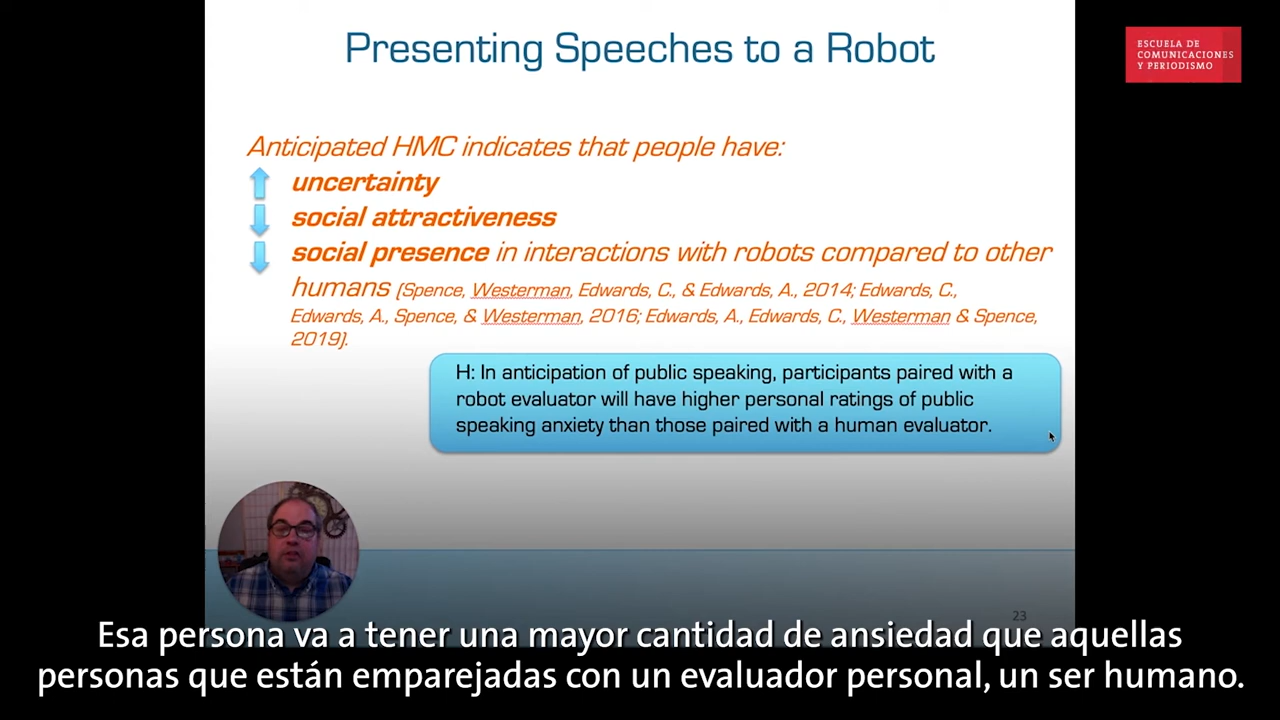 Presenting Speeches to a Robot
ESCUELA DE
COMUNICACIONES
Y PERIODISMO
Anticipated HMC indicates that people have:
uncertainty
social attractiveness
social presence in interactions with robots compared to other
humans (Spence, Westerman, Edwards, C., & Edwards, A., 2014; Edwards, C.,
Edwards, A., Spence, & Westerman, 2016; Edwards, A., Edwards, C., Westerman & Spence,
2019).
H: In anticipation of public speaking, participants paired with a
robot evaluator will have higher personal ratings of public
speaking anxiety than those paired with a human evaluator.
23
Esa persona va a tener una mayor cantidad de ansiedad que aquellas
personas que están emparejadas con un evaluador personal, un ser humano.